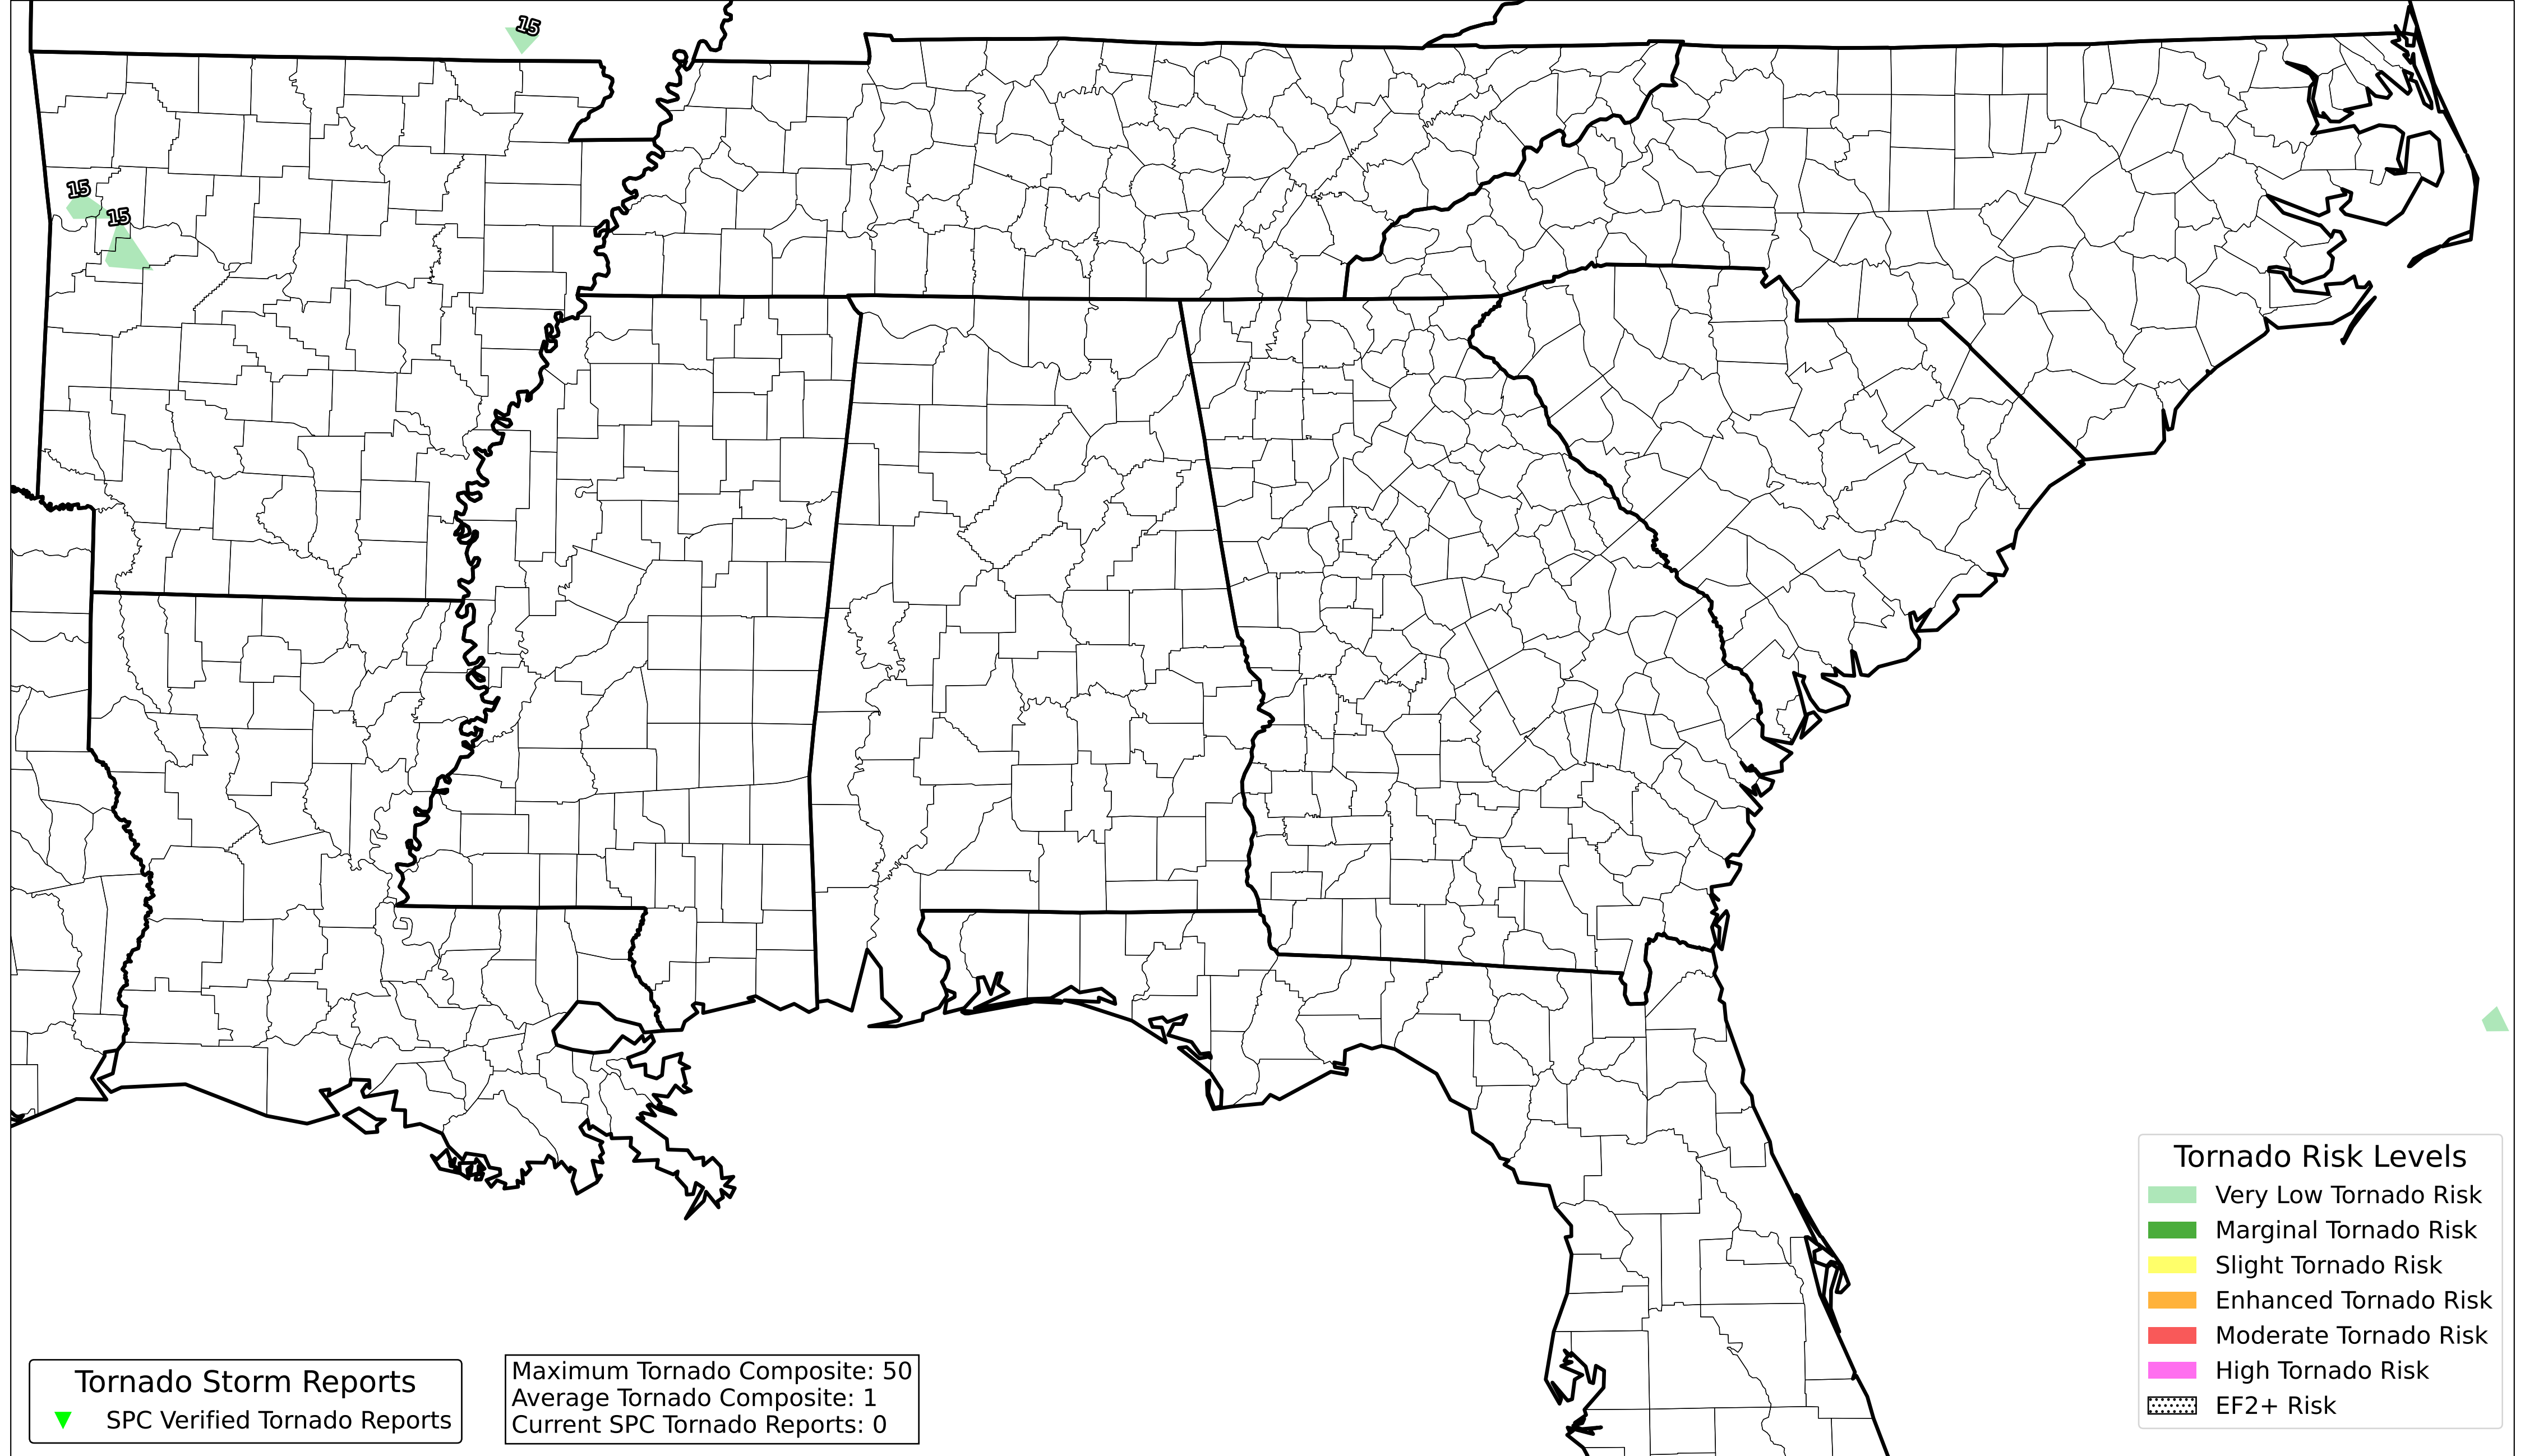 15
15
15
Tornado Risk Levels
Very Low Tornado Risk
Marginal Tornado Risk
Slight Tornado Risk
Enhanced Tornado Risk
Moderate Tornado Risk
High Tornado Risk
EF2+ Risk
Tornado Storm Reports
SPC Verified Tornado Reports
Maximum Tornado Composite: 50
Average Tornado Composite: 1
Current SPC Tornado Reports: 0